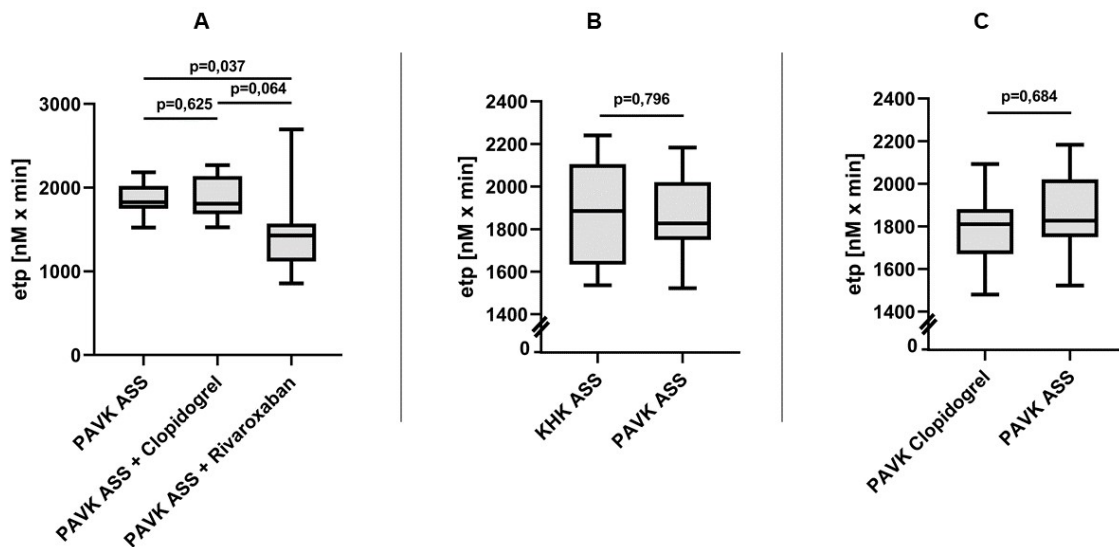 A
p=0,037
p=0,064
p=0,625
3000
2000
1000
0
etp [nM x min]
PAVK ASS
PAVK ASS + Clopidogrel
PAVK ASS + Rivaroxaban
B
p=0,796
2400
2200
2000
1800
1600
1400
0
etp [nM x min]
KHK ASS
PAVK ASS
C
p=0,684
2400
2200
2000
1800
1600
1400
0
etp [nM x min]
PAVK Clopidogrel
PAVK ASS